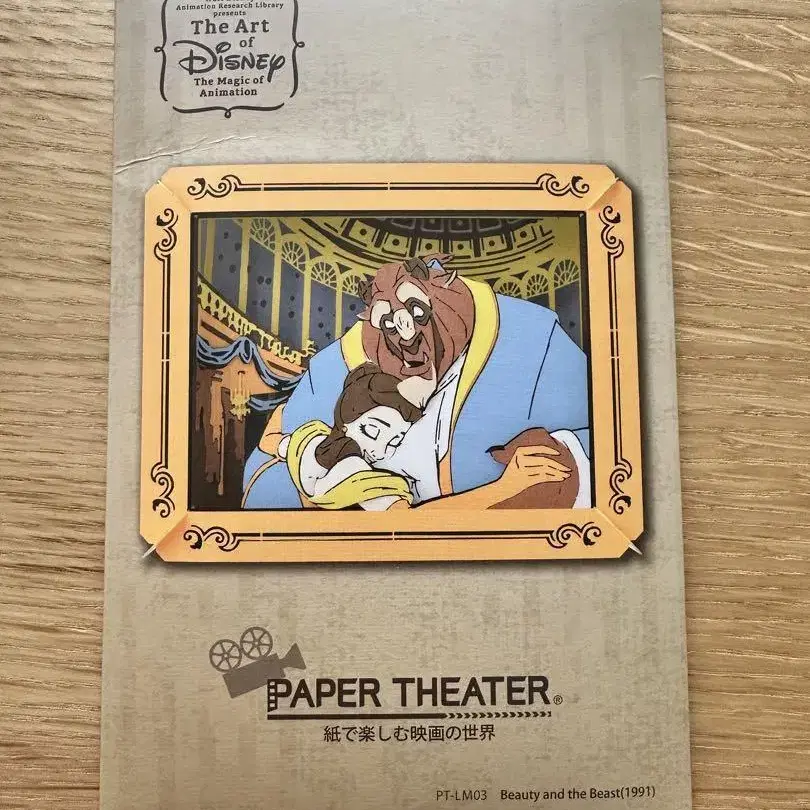 Animation Research Library
presents
The Art
of
Disney
The Magic of
Animation
PAPER THEATER®
紙で楽しむ映画の世界
PT-LM03 Beauty and the Beast(1991)